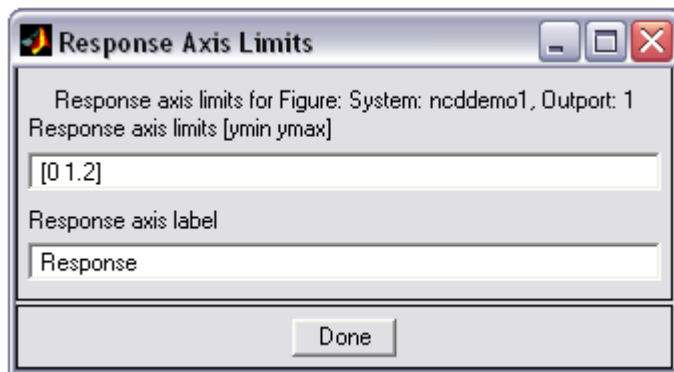 Response Axis Limits
Response axis limits for Figure: System: ncddemo1, Outport: 1
Response axis limits [ymin ymax]
[0 1.2]
Response axis label
Response
Done